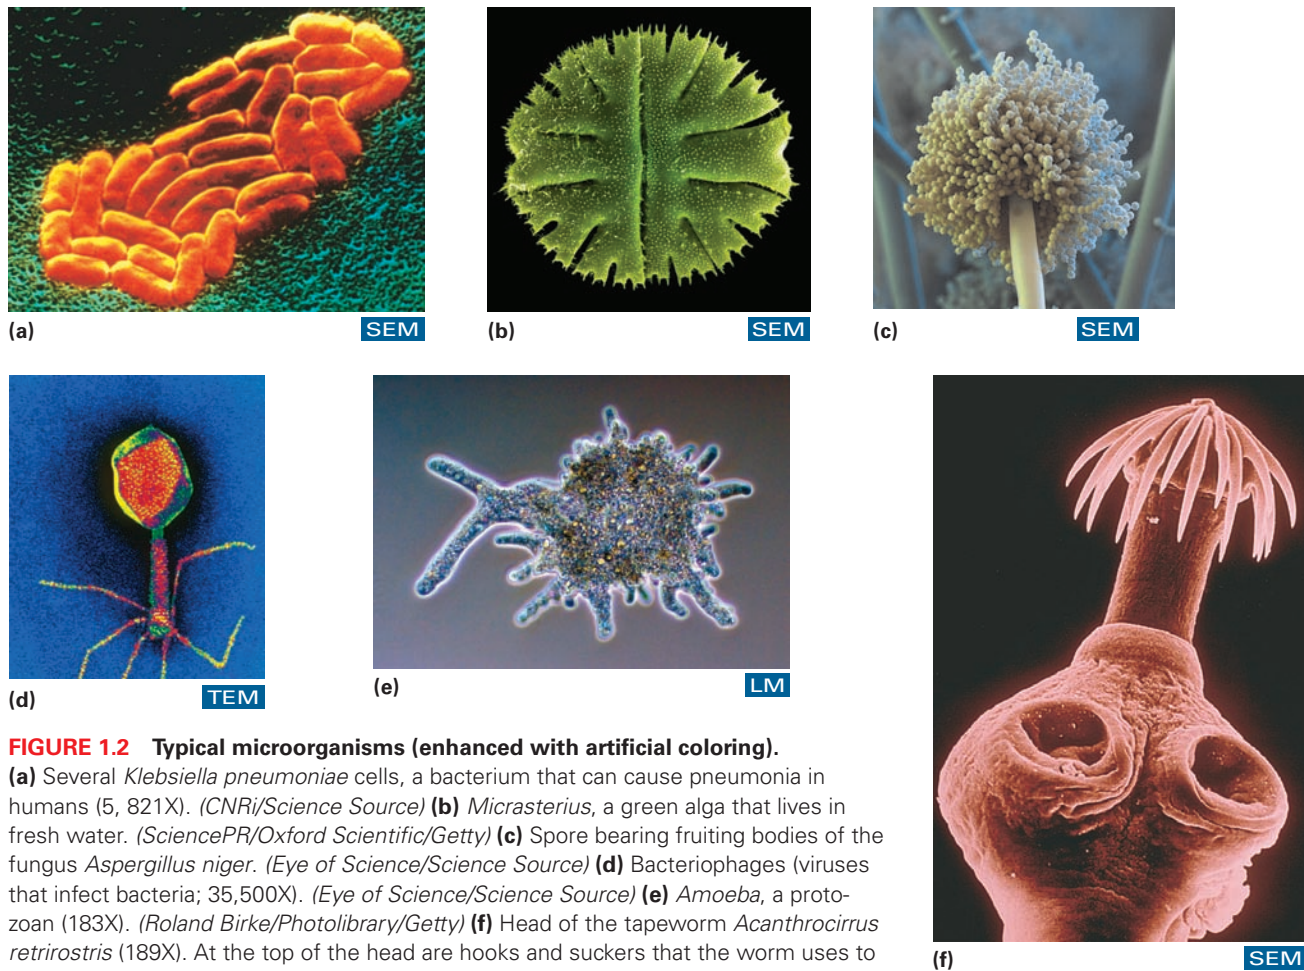 (a) SEM
(b) SEM
(c) SEM
(d) TEM
(e) LM
FIGURE 1.2 Typical microorganisms (enhanced with artificial coloring).
(a) Several Klebsiella pneumoniae cells, a bacterium that can cause pneumonia in
humans (5, 821X). (CNRi/Science Source) (b) Micrasterius, a green alga that lives in
fresh water. (SciencePR/Oxford Scientific/Getty) (c) Spore bearing fruiting bodies of the
fungus Aspergillus niger. (Eye of Science/Science Source) (d) Bacteriophages (viruses
that infect bacteria; 35,500X). (Eye of Science/Science Source) (e) Amoeba, a proto-
zoan (183X). (Roland Birke/Photolibrary/Getty) (f) Head of the tapeworm Acanthrocirrus
retrirostris (189X). At the top of the head are hooks and suckers that the worm uses to
(f) SEM